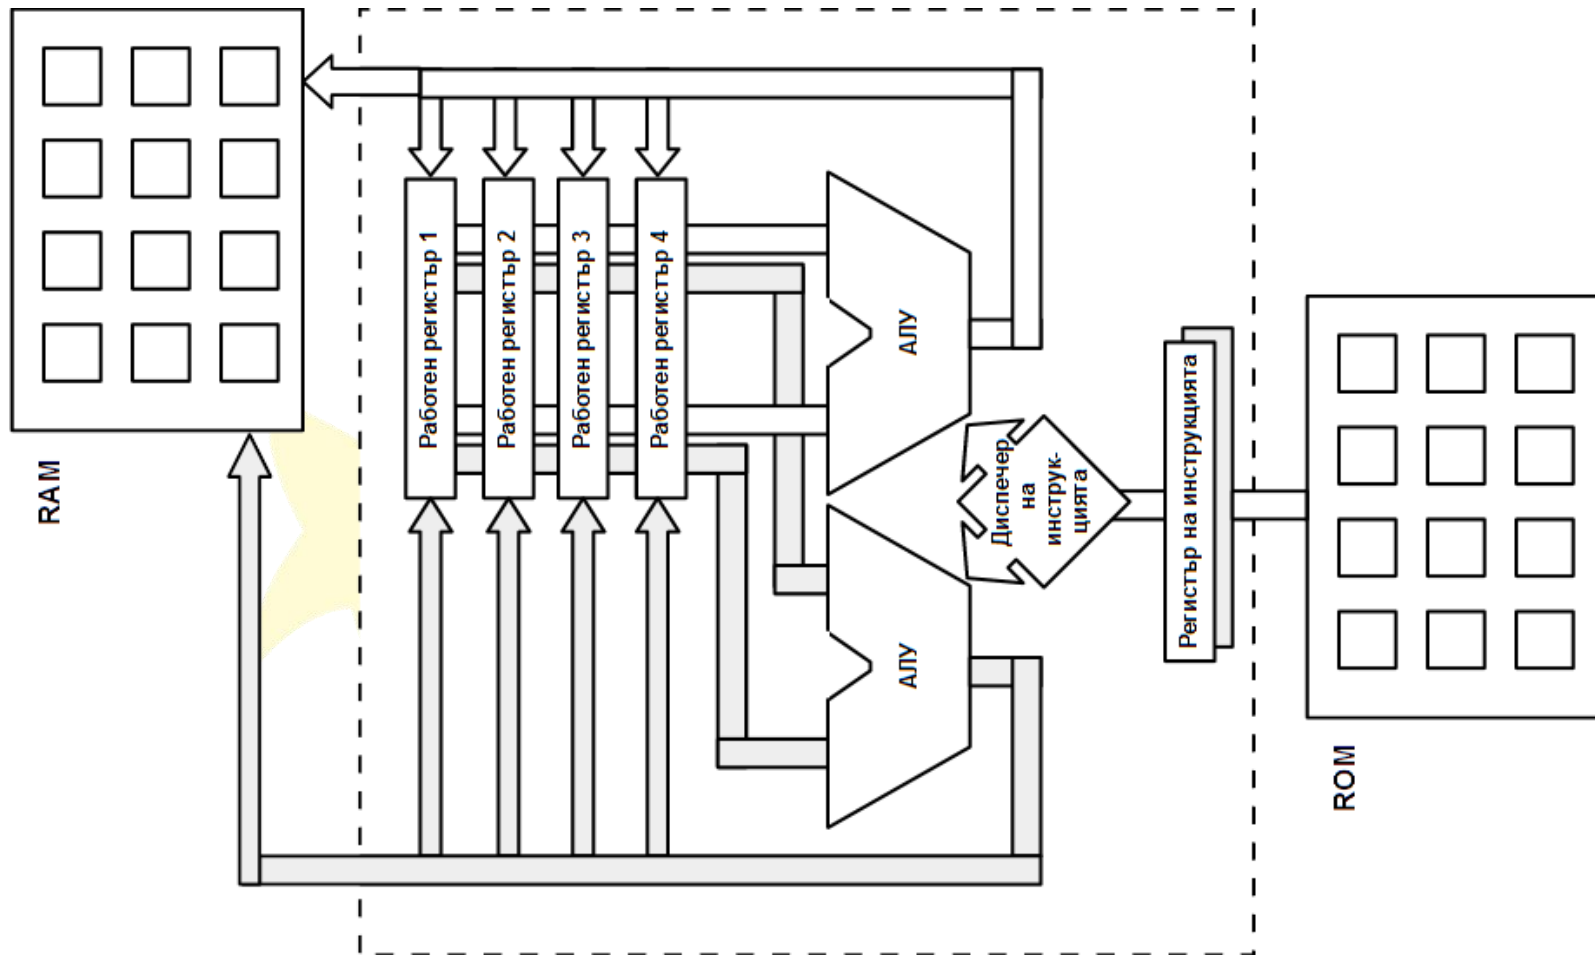 RAM
Работен регистър 1
Работен регистър 2
Работен регистър 3
Работен регистър 4
АЛУ
АЛУ
Диспечер
на
инструк-
цията
Регистър на инструкцията
ROM